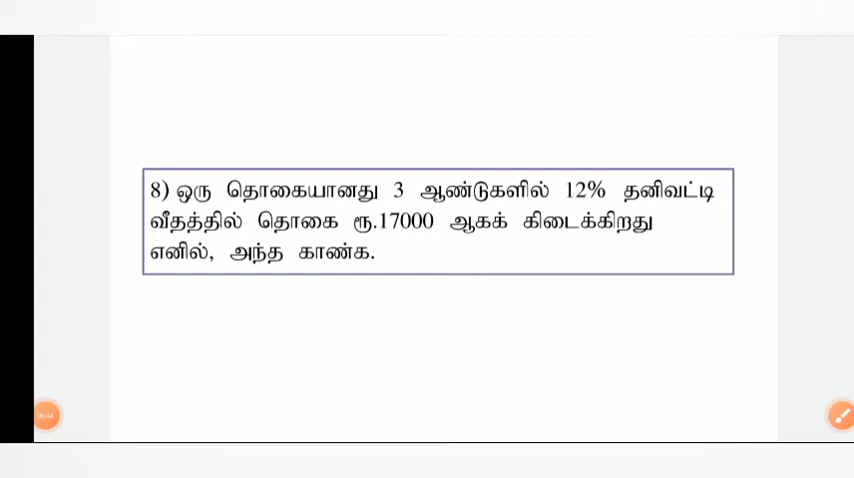 8) ஒரு தொகையானது 3 ஆண்டுகளில் 12% தனிவட்டி
வீதத்தில் தொகை ரூ.17000 ஆகக் கிடைக்கிறது
எனில், அந்த காண்க.